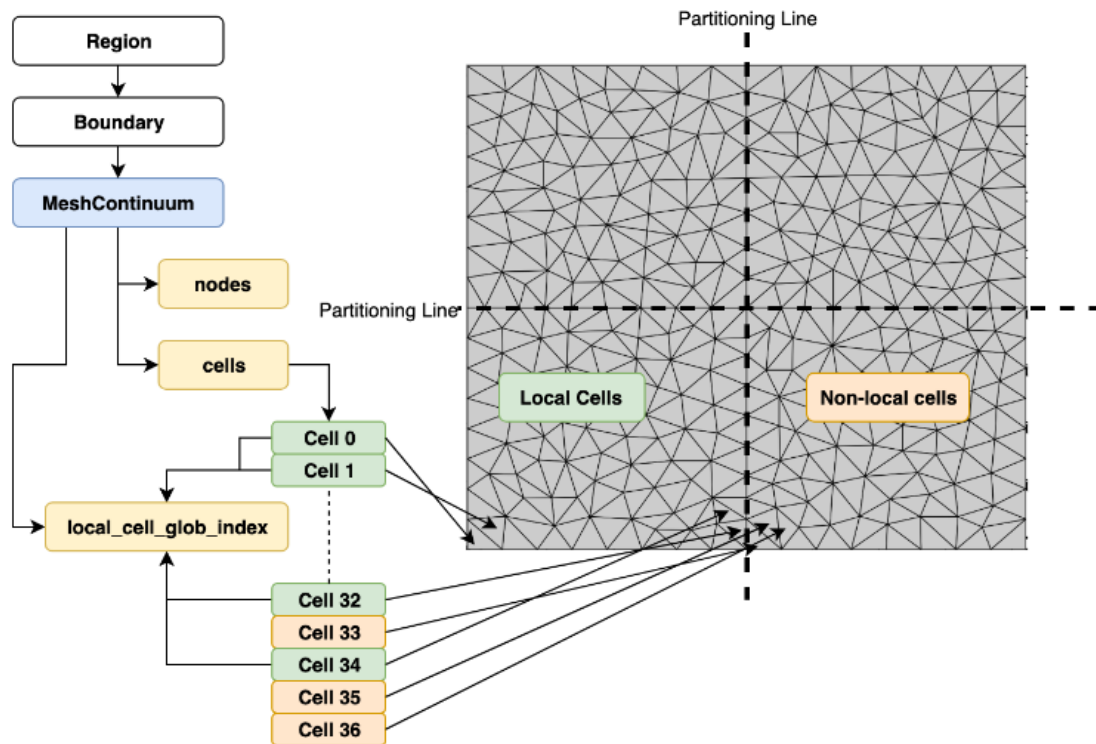 Partitioning Line
Region
Boundary
MeshContinuum
nodes
Partitioning Line
cells
Local Cells
Non-local cells
Cell 0
Cell 1
local_cell_glob_index
Cell 32
Cell 33
Cell 34
Cell 35
Cell 36